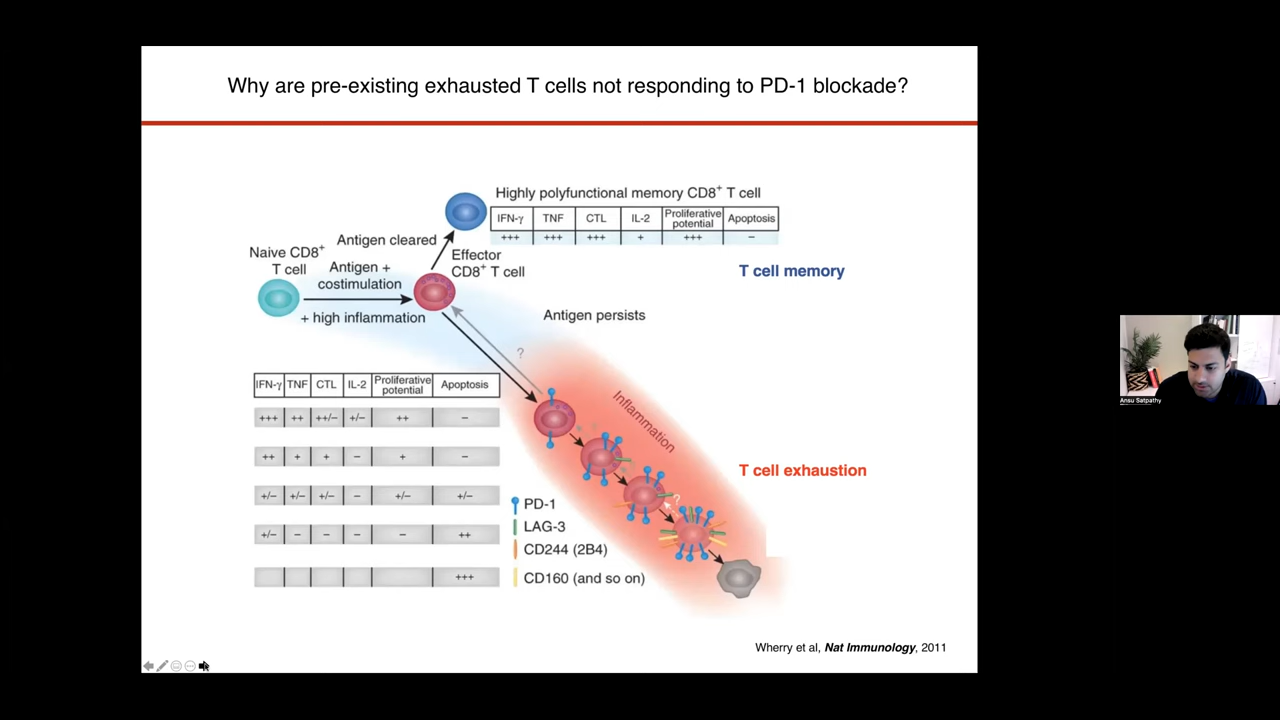 Why are pre-existing exhausted T cells not responding to PD-1 blockade?
Highly polyfunctional memory CD8+ T cell
IFN-γ TNF CTL IL-2 Proliferative potential Apoptosis
+++ +++ +++ + +++ –
Antigen cleared
Naive CD8+
T cell
Effector
CD8+ T cell
Antigen +
costimulation
+ high inflammation
T cell memory
Antigen persists
?
IFN-γ TNF CTL IL-2 Proliferative potential Apoptosis
+++ ++ ++/– +/– ++ –
++ + + – + –
+/– +/– +/– – +/– +/–
+/– – – – – ++
+++
Inflammation
?
T cell exhaustion
PD-1
LAG-3
CD244 (2B4)
CD160 (and so on)
Wherry et al, Nat Immunology, 2011
Ansu Satpathy